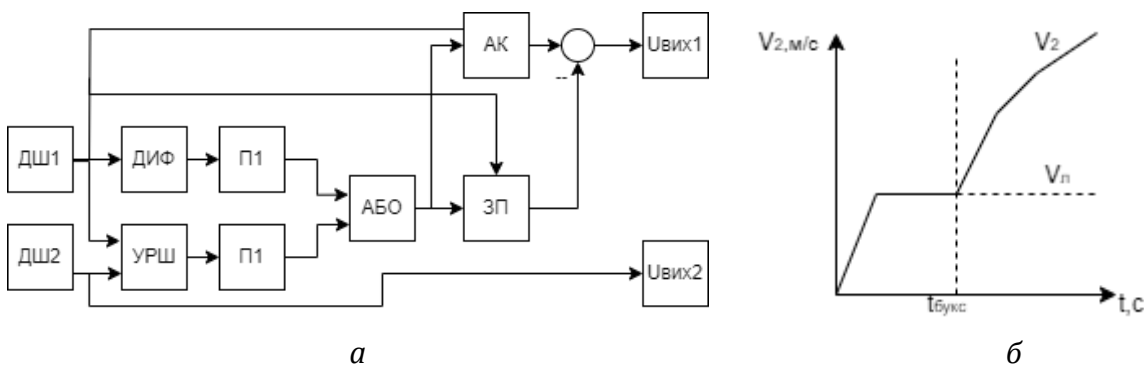 АК
Uвих1
--
ДШ1
ДИФ
П1
АБО
ЗП
ДШ2
УРШ
П1
Uвих2
а
V2,м/с
V2
Vп
tбукс
t,с
б